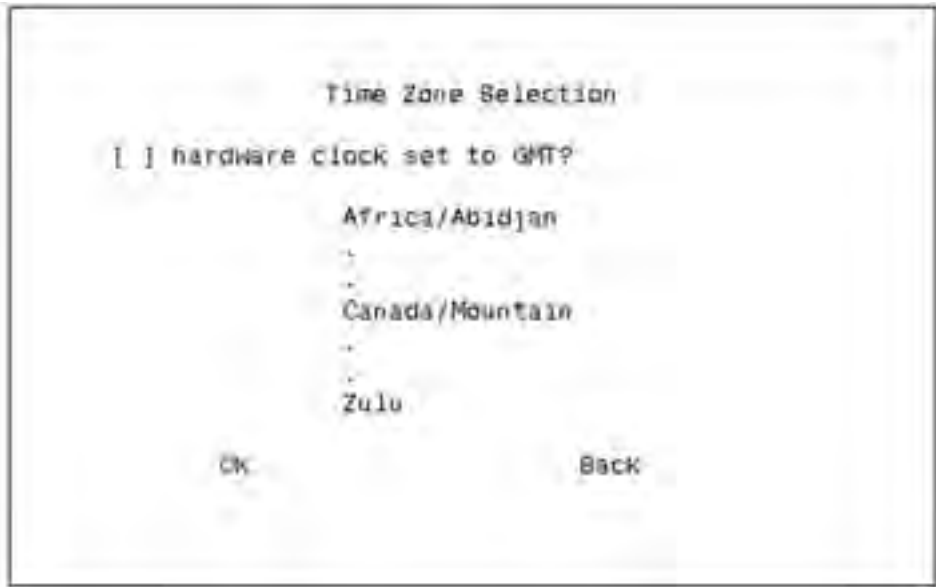 Time Zone Selection
[ ] hardware clock set to GMT?
Africa/Abidjan
.
.
Canada/Mountain
.
.
Zulu
OK Back